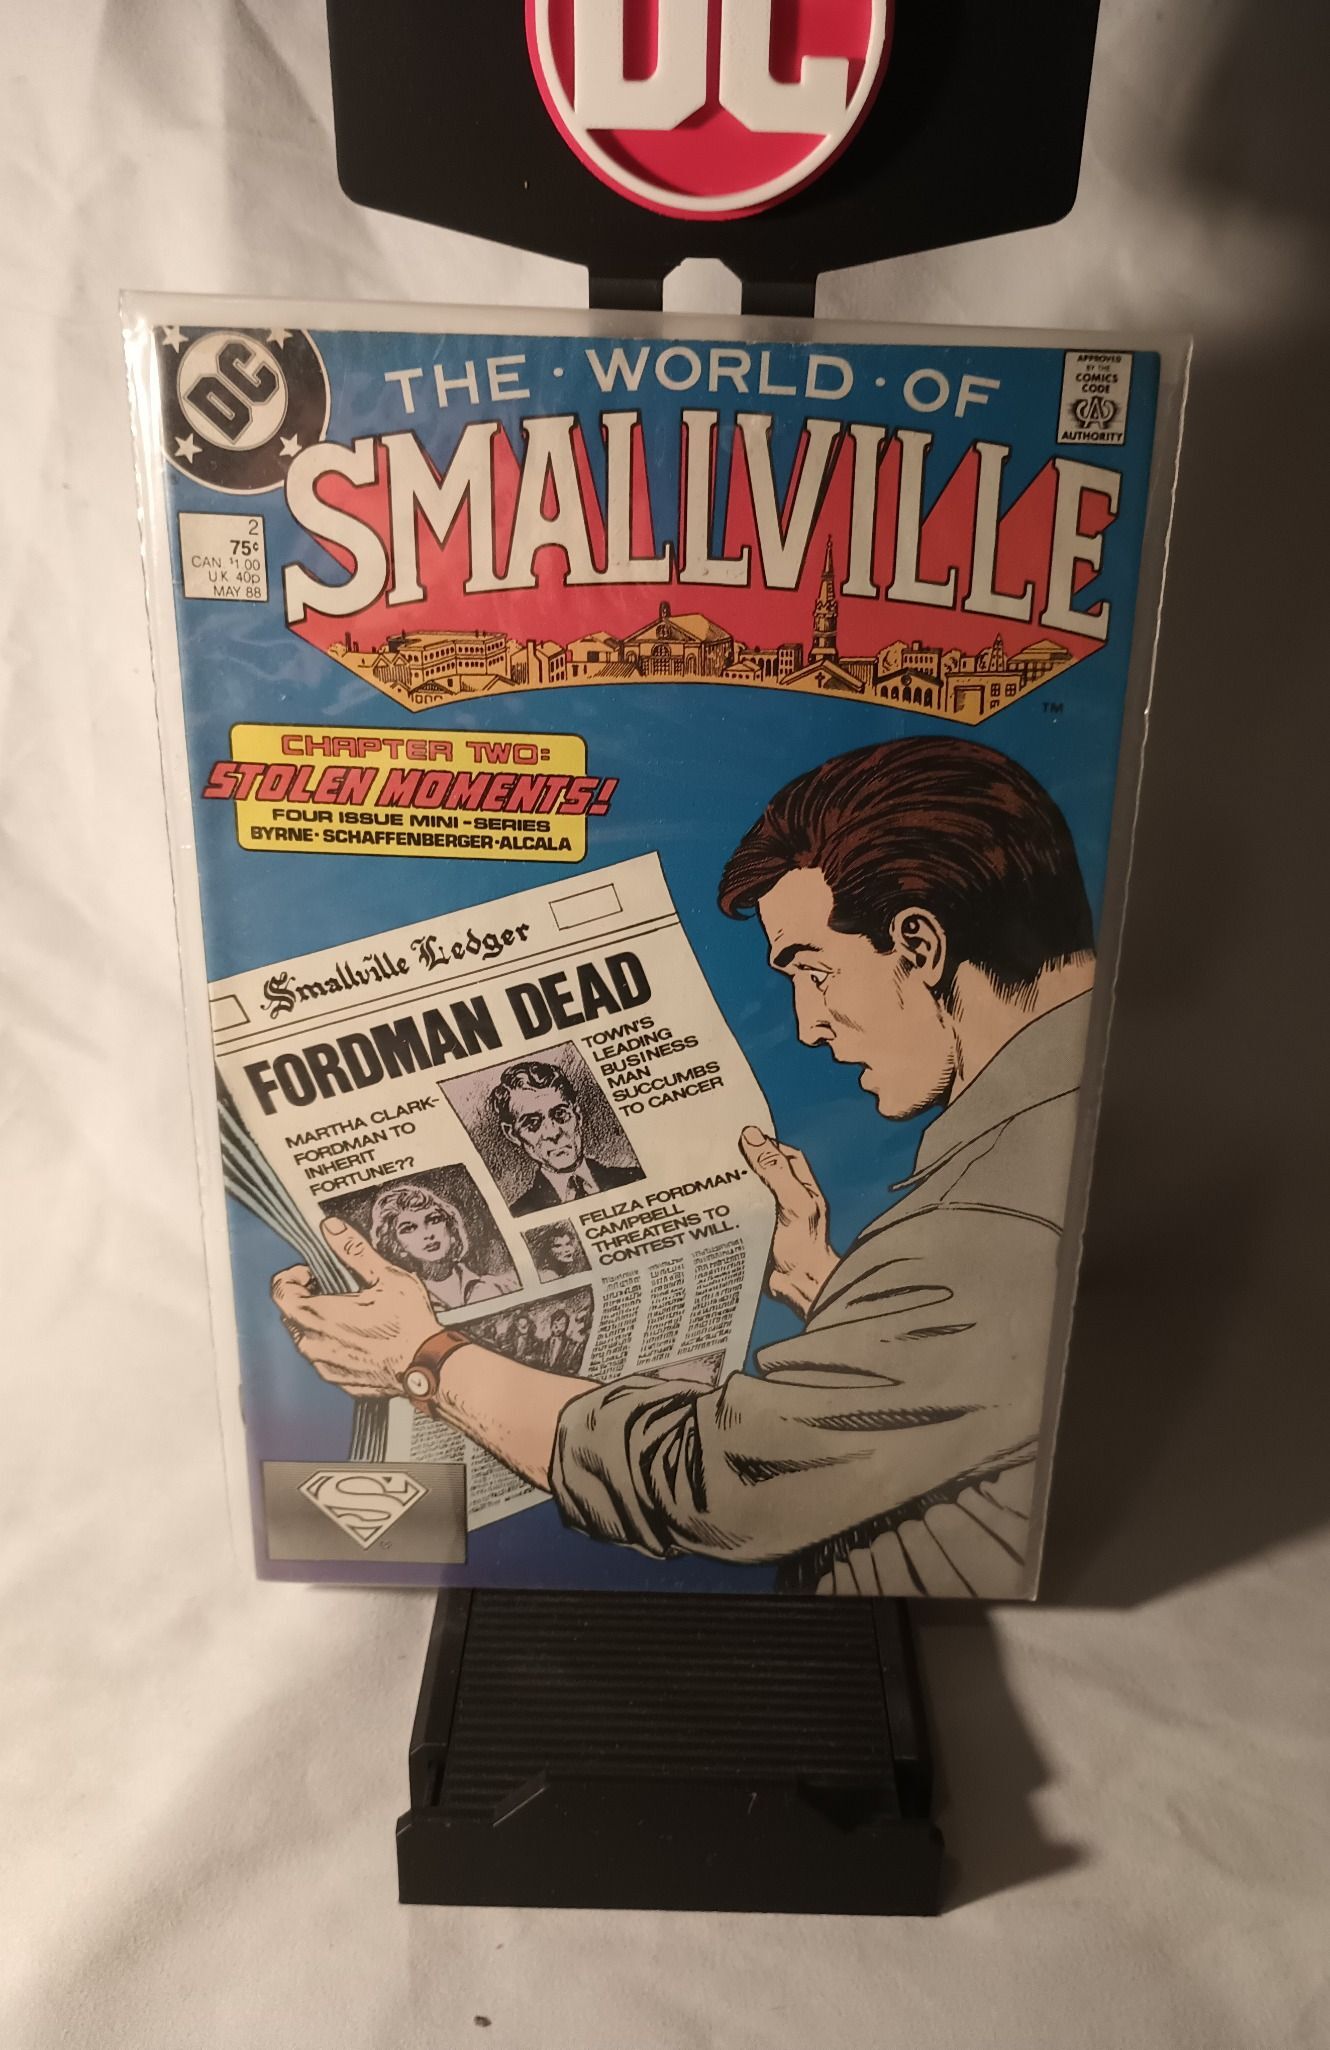 DC
DC
THE · WORLD · OF
SMALLVILLE
APPROVED
BY THE
COMICS
CODE
CA
AUTHORITY
2
75¢
CAN. $1.00
U.K. 40p
MAY 88
TM
CHAPTER TWO:
STOLEN MOMENTS!
FOUR ISSUE MINI-SERIES
BYRNE·SCHAFFENBERGER·ALCALA
Smallville Ledger
FORDMAN DEAD
TOWN'S
LEADING
BUSINESS
MAN
SUCCUMBS
TO CANCER
MARTHA CLARK-
FORDMAN TO
INHERIT
FORTUNE??
FELIZA FORDMAN-
CAMPBELL
THREATENS TO
CONTEST WILL.
S